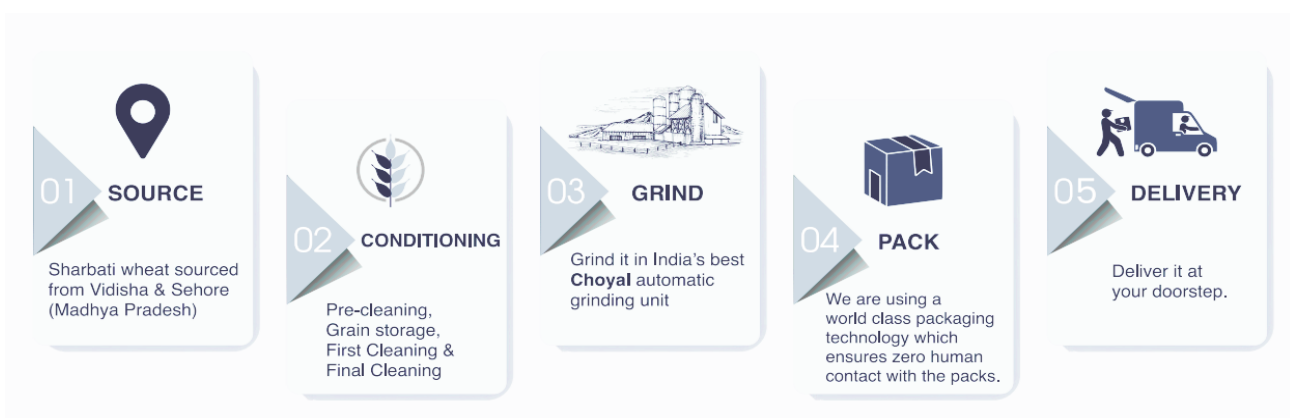 01
SOURCE
Sharbati wheat sourced
from Vidisha & Sehore
(Madhya Pradesh)
02
CONDITIONING
Pre-cleaning,
Grain storage,
First Cleaning &
Final Cleaning
03
GRIND
Grind it in India's best
Choyal automatic
grinding unit
04
PACK
We are using a
world class packaging
technology which
ensures zero human
contact with the packs.
05
DELIVERY
Deliver it at
your doorstep.